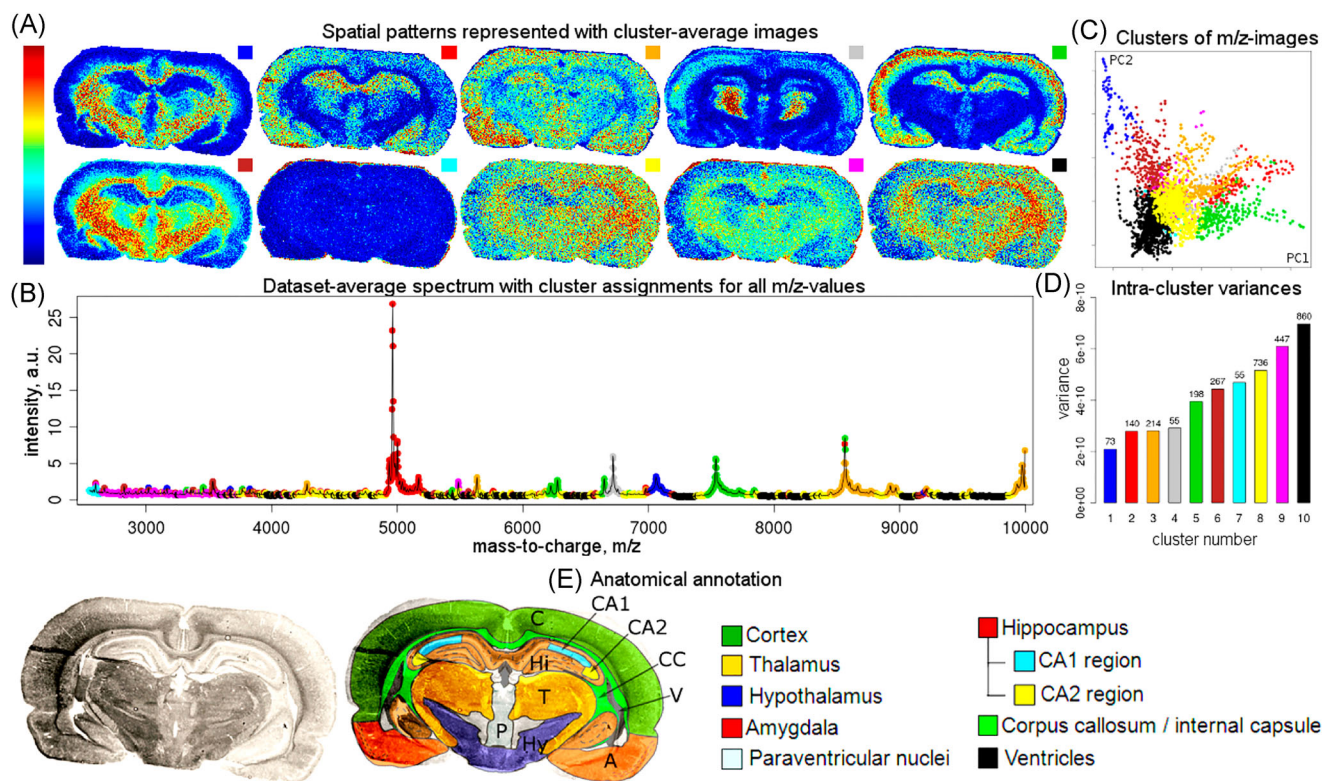 (A)
Spatial patterns represented with cluster-average images
(C)
Clusters of m/z-images
PC2
PC1
(B)
Dataset-average spectrum with cluster assignments for all m/z-values
intensity, a.u.
25
20
15
10
5
0
3000 4000 5000 6000 7000 8000 9000 10000
mass-to-charge, m/z
(D)
Intra-cluster variances
variance
8e-10
6e-10
4e-10
2e-10
0e+00
73 140 214 55 198 267 55 736 447 860
1 2 3 4 5 6 7 8 9 10
cluster number
(E) Anatomical annotation
C
CA1
CA2
Hi
CC
T
V
P
Hy
A
Cortex
Thalamus
Hypothalamus
Amygdala
Paraventricular nuclei
Hippocampus
CA1 region
CA2 region
Corpus callosum / internal capsule
Ventricles